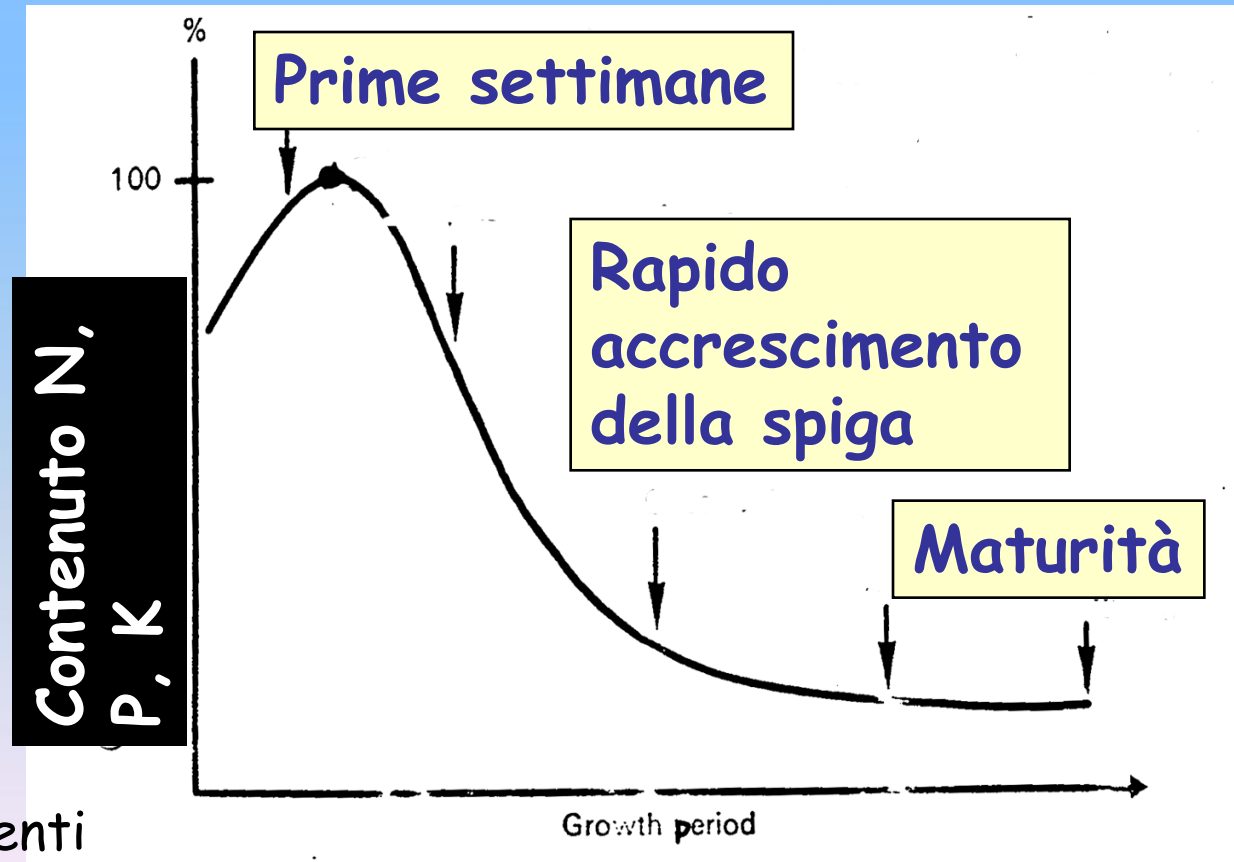 %
Prime settimane
100
Rapido
accrescimento
della spiga
Maturità
Contenuto N,
P, K
Growth period
enti